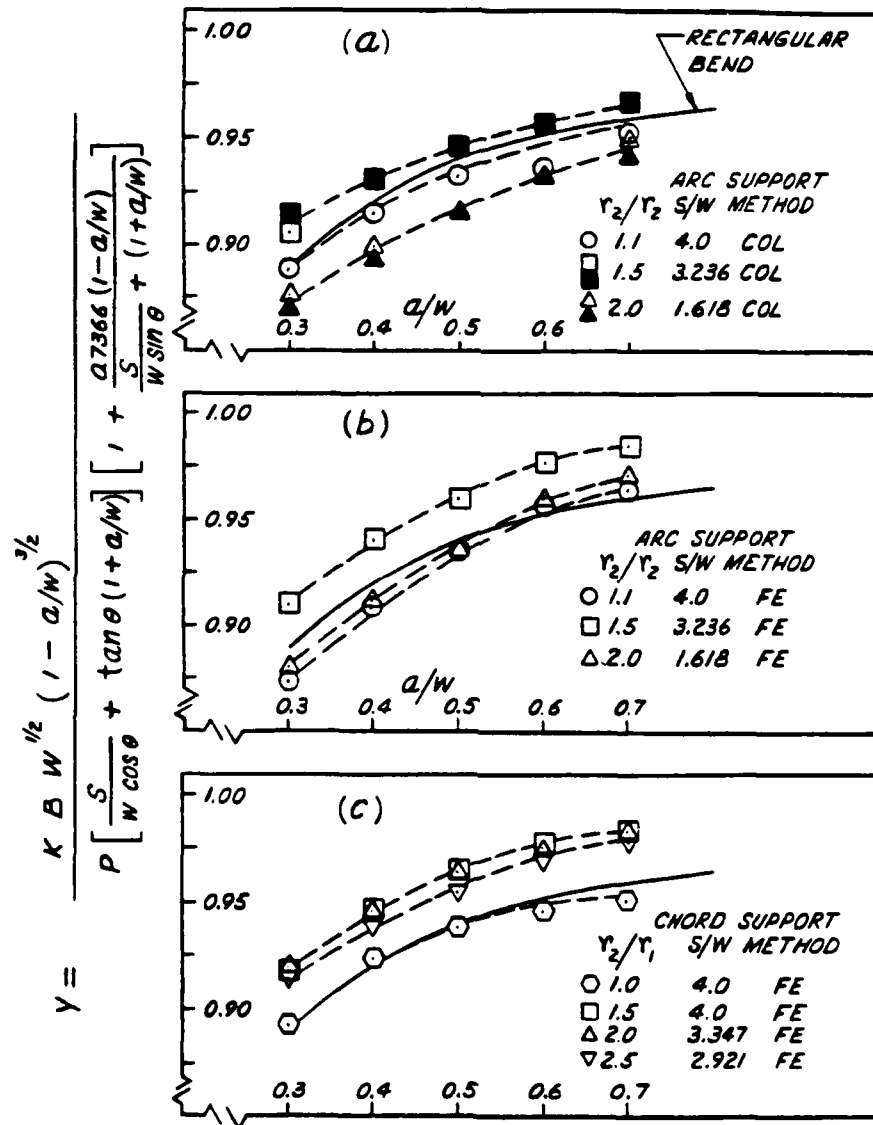 Y = K B W^1/2 (1 - a/w)^3/2
P [ S / W COS θ + tan θ (1+a/w) ] [ 1 + 0.7366 (1-a/w) / S / W SIN θ + (1+a/w) ]
(a)
RECTANGULAR
BEND
1.00
0.95
0.90
ARC SUPPORT
r2/r2 S/W METHOD
1.1 4.0 COL
1.5 3.236 COL
2.0 1.618 COL
a/w
0.3 0.4 0.5 0.6 0.7
(b)
1.00
0.95
0.90
ARC SUPPORT
r2/r2 S/W METHOD
1.1 4.0 FE
1.5 3.236 FE
2.0 1.618 FE
a/w
0.3 0.4 0.5 0.6 0.7
(c)
1.00
0.95
0.90
CHORD SUPPORT
r2/r1 S/W METHOD
1.0 4.0 FE
1.5 4.0 FE
2.0 3.347 FE
2.5 2.921 FE
0.3 0.4 0.5 0.6 0.7